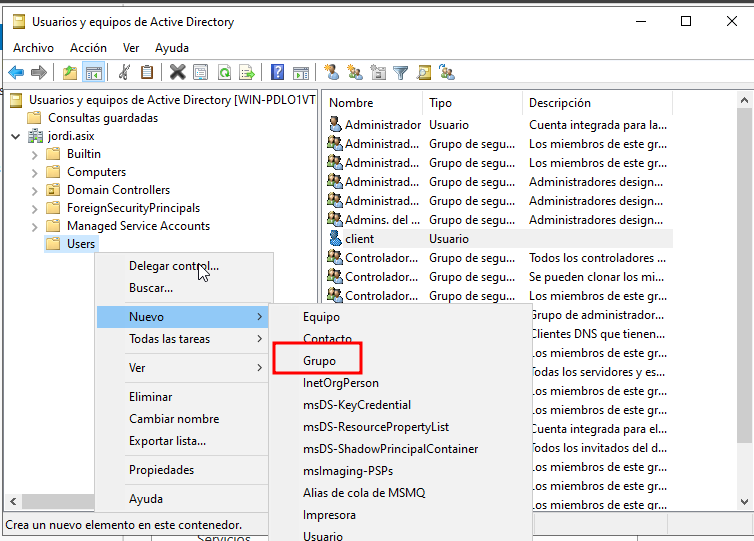 Usuarios y equipos de Active Directory
Archivo Acción Ver Ayuda
Usuarios y equipos de Active Directory [WIN-PDLO1VT
Consultas guardadas
jordi.asix
Builtin
Computers
Domain Controllers
ForeignSecurityPrincipals
Managed Service Accounts
Users
Nombre Tipo Descripción
Administrador Usuario Cuenta integrada para la...
Administrad... Grupo de segu... Los miembros de este gr...
Administrad... Grupo de segu... Los miembros de este gr...
Administrad... Grupo de segu... Administradores design...
Administrad... Grupo de segu... Administradores design...
Admins. del ... Grupo de segu... Administradores design...
client Usuario
Controlador... Grupo de segu... Todos los controladores
Controlador... Grupo de segu... Se pueden clonar los mi...
Controlador... Grupo de segu... Los miembros de este gr...
Grupo de administrador...
Clientes DNS que tienen...
Los miembros de este gr...
Todas los servidores y es...
Los miembros de este gr...
Los miembros de este gr...
Cuenta integrada para el...
Todos los invitados del d...
Los miembros de este gr...
Los miembros de este gr...
Los miembros de este gr...
Delegar control...
Buscar...
Nuevo
Todas las tareas
Ver
Eliminar
Cambiar nombre
Exportar lista...
Propiedades
Ayuda
Equipo
Contacto
Grupo
InetOrgPerson
msDS-KeyCredential
msDS-ResourcePropertyList
msDS-ShadowPrincipalContainer
msImaging-PSPs
Alias de cola de MSMQ
Impresora
Usuario
Crea un nuevo elemento en este contenedor.
Servicios